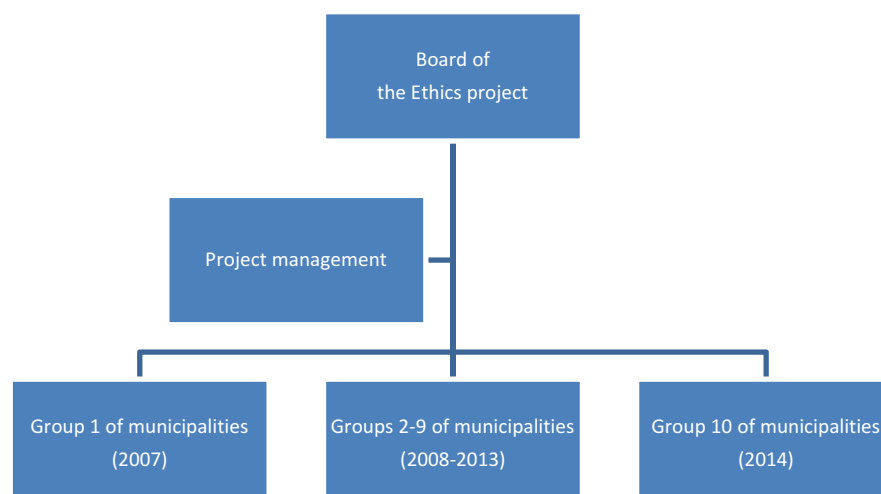 Board of
the Ethics project
Project management
Group 1 of municipalities
(2007)
Groups 2-9 of municipalities
(2008-2013)
Group 10 of municipalities
(2014)